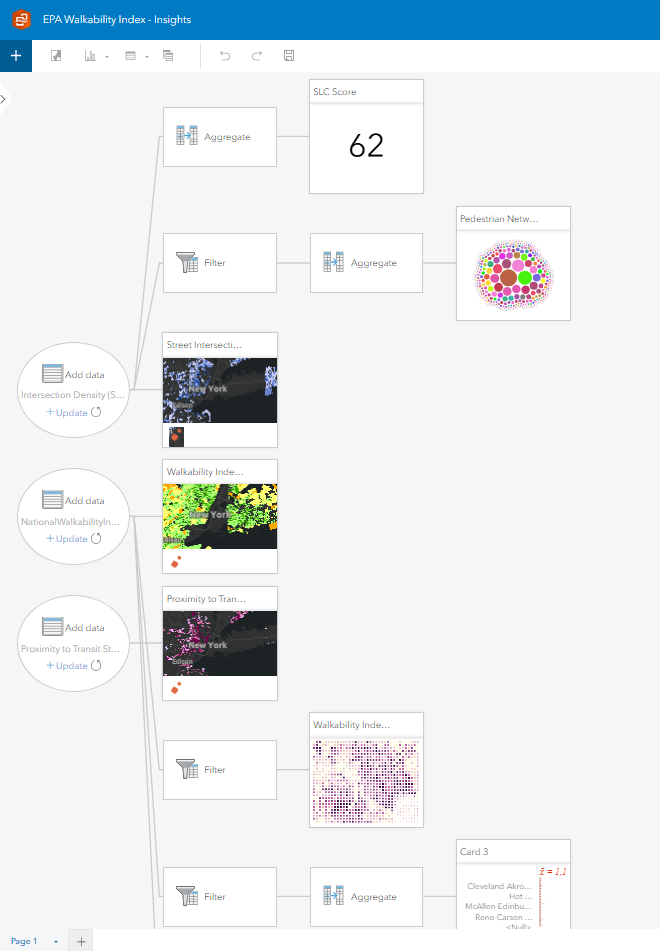 EPA Walkability Index - Insights
SLC Score
Aggregate
62
Pedestrian Netw...
Filter
Aggregate
Street Intersecti...
New York
Edison
Add data
Intersection Density (S...
+ Update
Walkability Inde...
New York
Edison
Add data
NationalWalkabilityIn...
+ Update
Proximity to Tran...
New York
Edison
Add data
Proximity to Transit St...
+ Update
Walkability Inde...
Filter
Card 3
Filter
Aggregate
Cleveland Akro...
Hot ...
McAllen Edinbu...
Reno-Carson ...
<Null>
Page 1